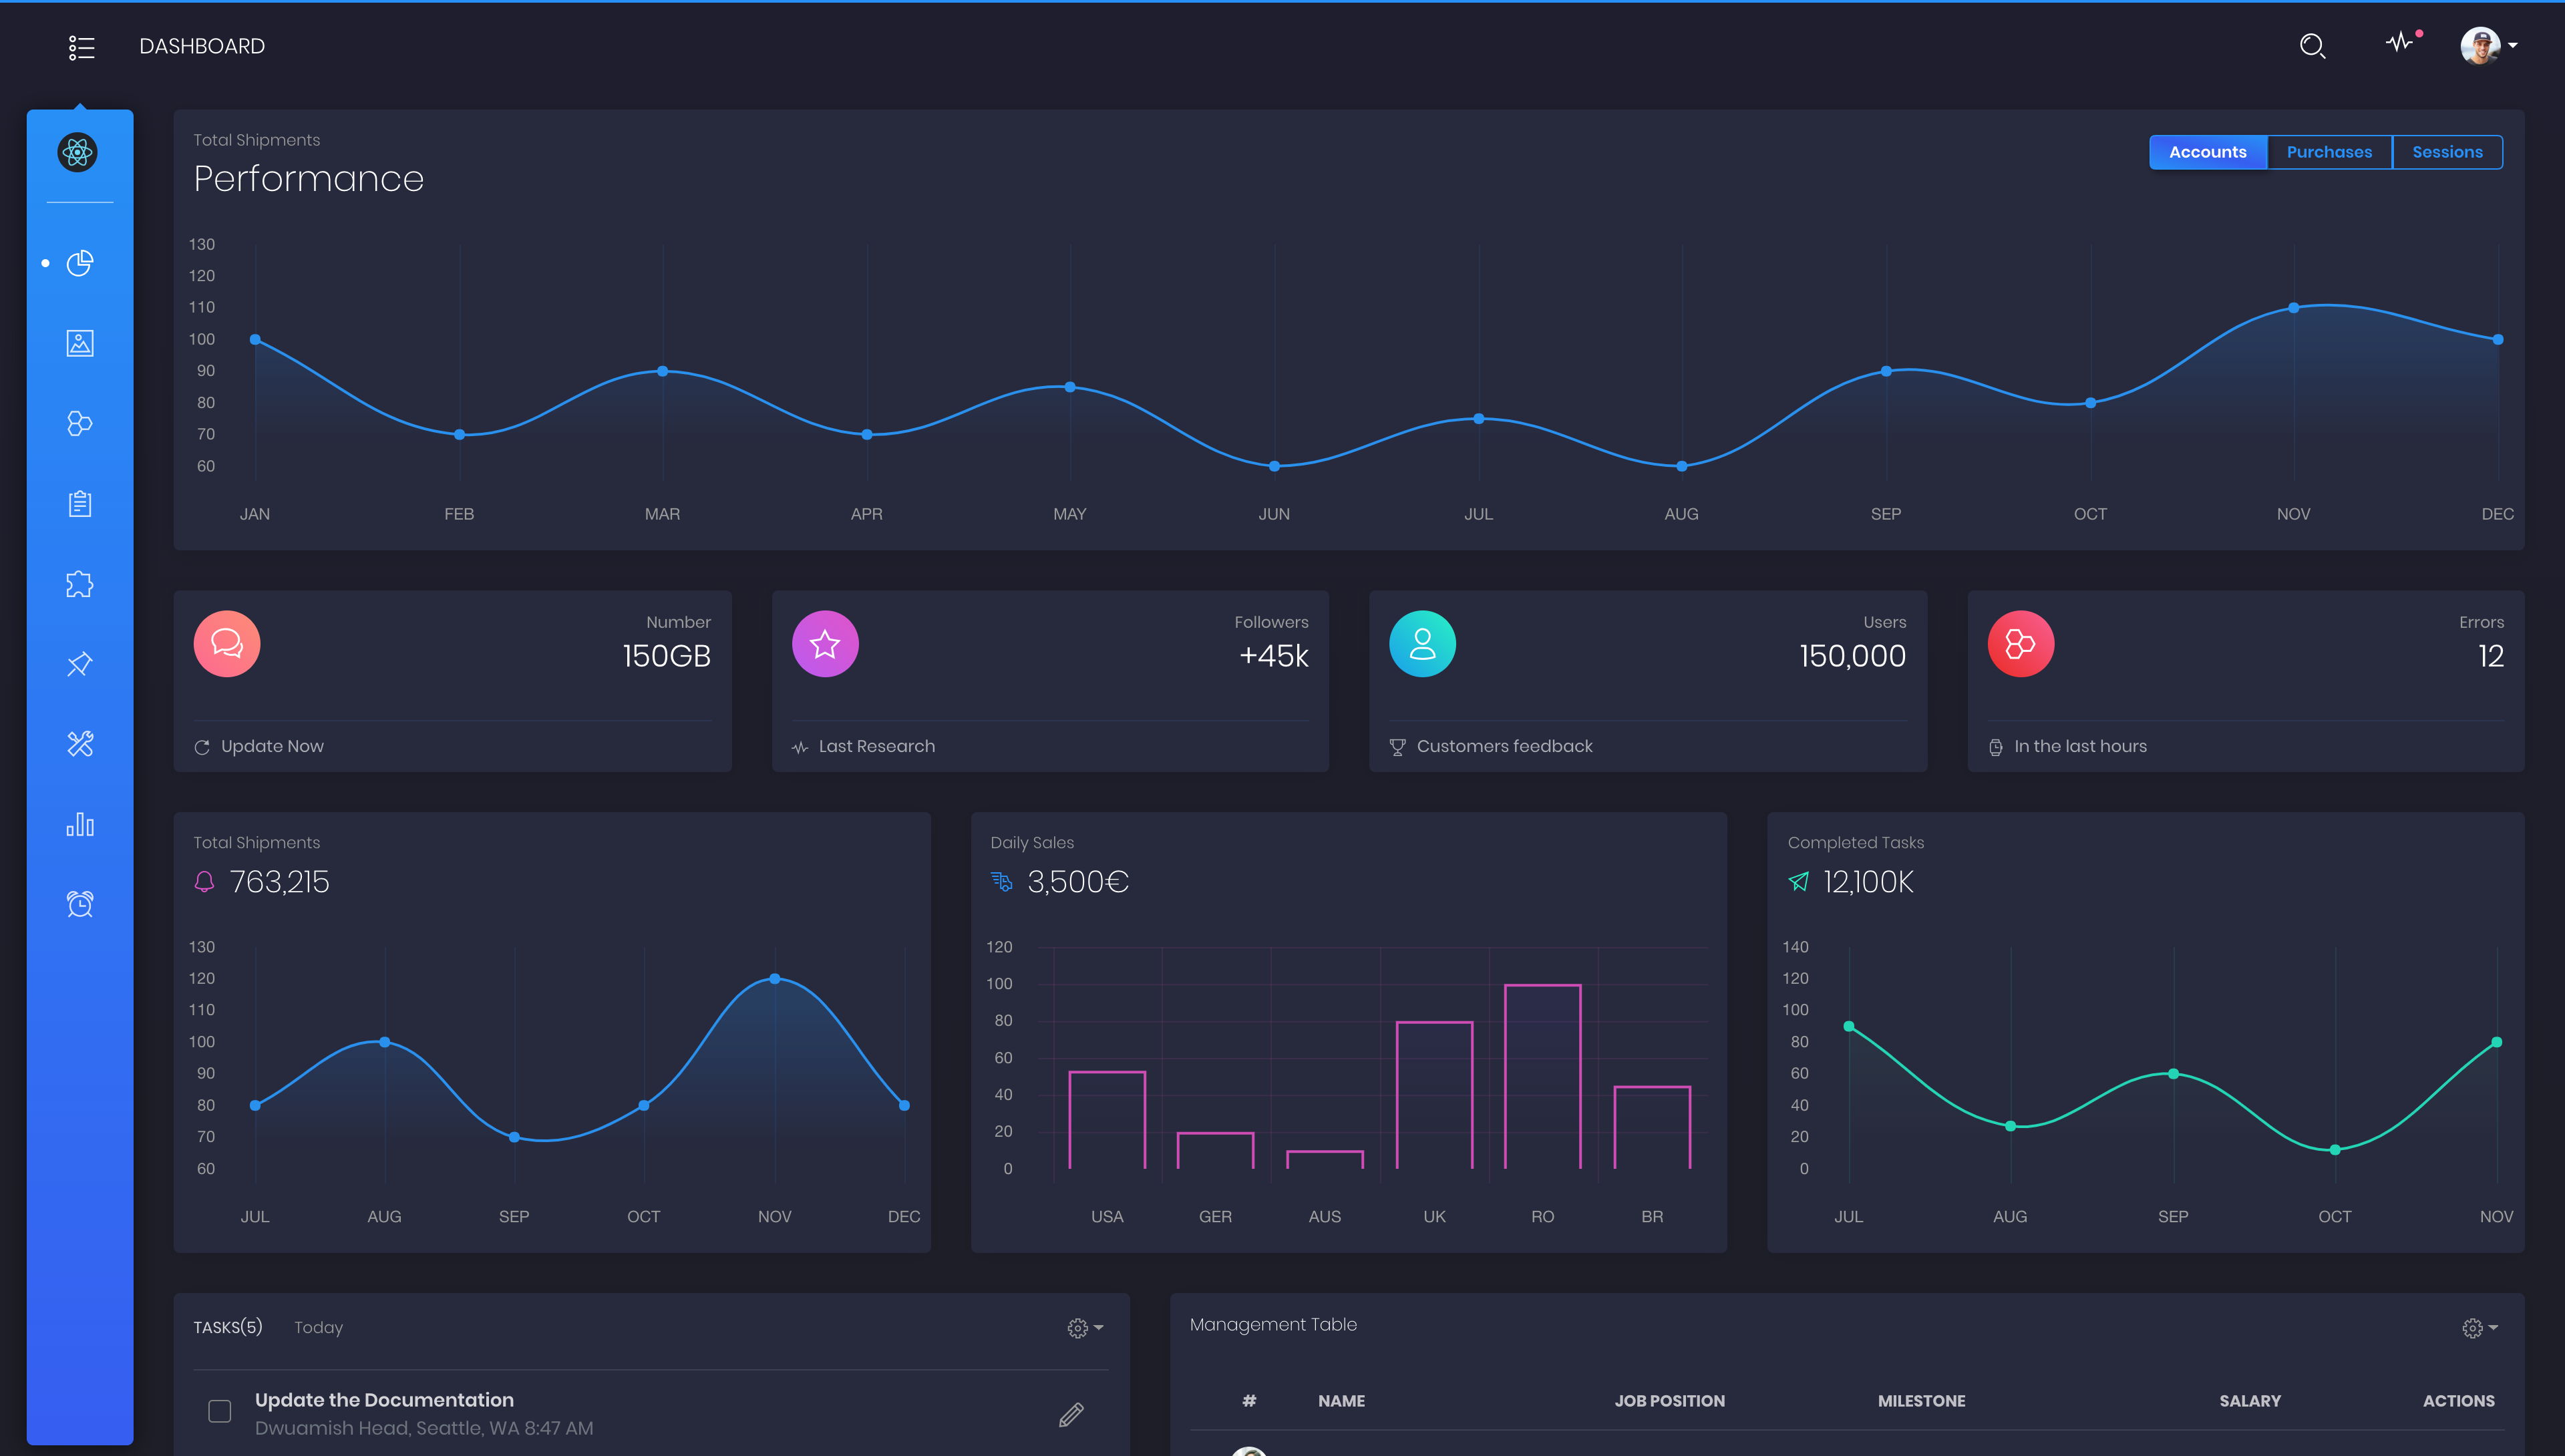 DASHBOARD
Total Shipments
Performance
Accounts Purchases Sessions
130
120
110
100
90
80
70
60
JAN FEB MAR APR MAY JUN JUL AUG SEP OCT NOV DEC
Number
150GB
Update Now
Followers
+45k
Last Research
Users
150,000
Customers feedback
Errors
12
In the last hours
Total Shipments
763,215
130
120
110
100
90
80
70
60
JUL AUG SEP OCT NOV DEC
Daily Sales
3,500€
120
100
80
60
40
20
0
USA GER AUS UK RO BR
Completed Tasks
12,100K
140
120
100
80
60
40
20
0
JUL AUG SEP OCT NOV
TASKS(5) Today
Update the Documentation
Dwuamish Head, Seattle, WA 8:47 AM
Management Table
# NAME JOB POSITION MILESTONE SALARY ACTIONS